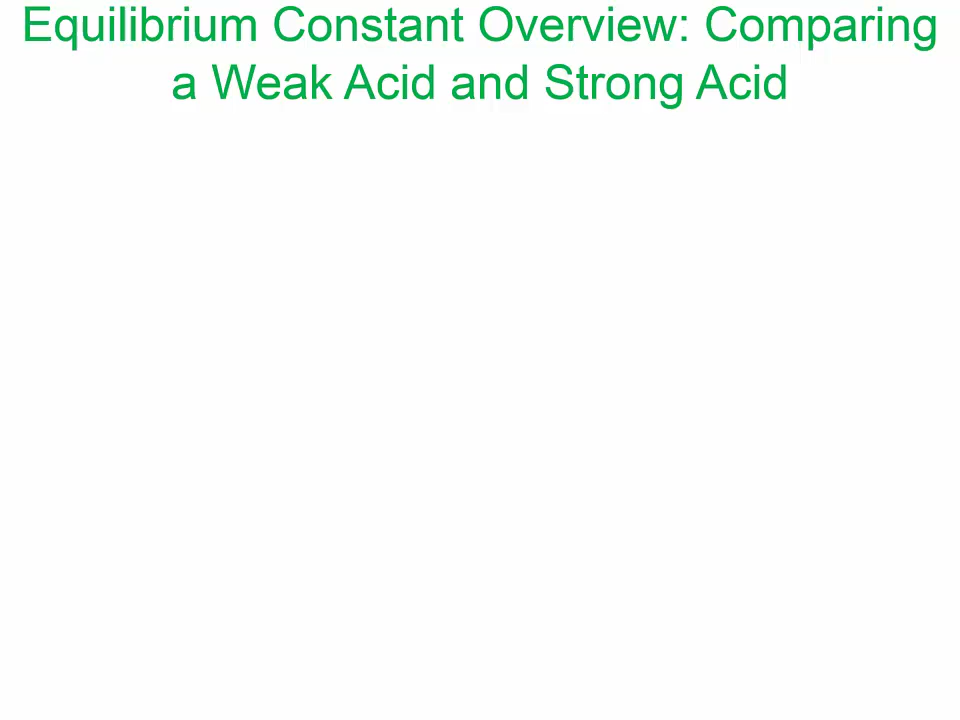 Equilibrium Constant Overview: Comparing
a Weak Acid and Strong Acid